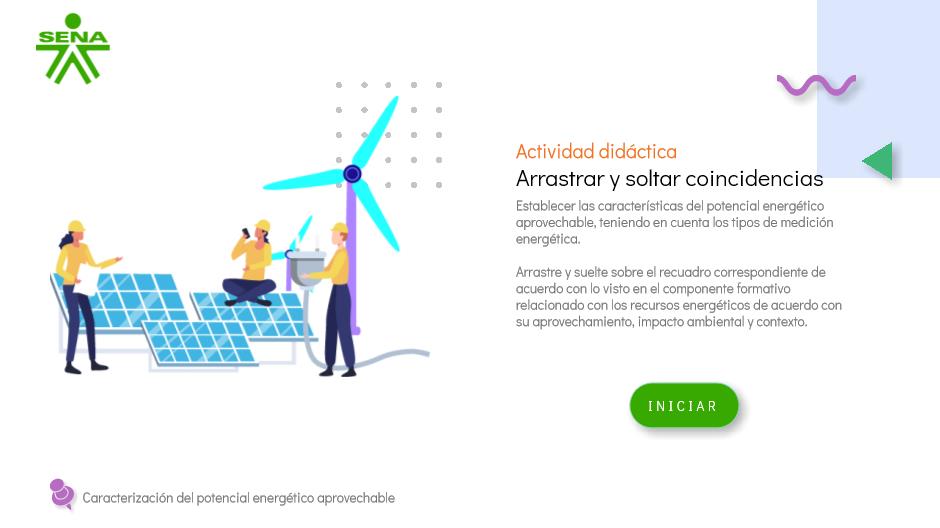 SENA
Actividad didáctica
Arrastrar y soltar coincidencias
Establecer las características del potencial energético
aprovechable, teniendo en cuenta los tipos de medición
energética.
Arrastre y suelte sobre el recuadro correspondiente de
acuerdo con lo visto en el componente formativo
relacionado con los recursos energéticos de acuerdo con
su aprovechamiento, impacto ambiental y contexto.
INICIAR
Caracterización del potencial energético aprovechable